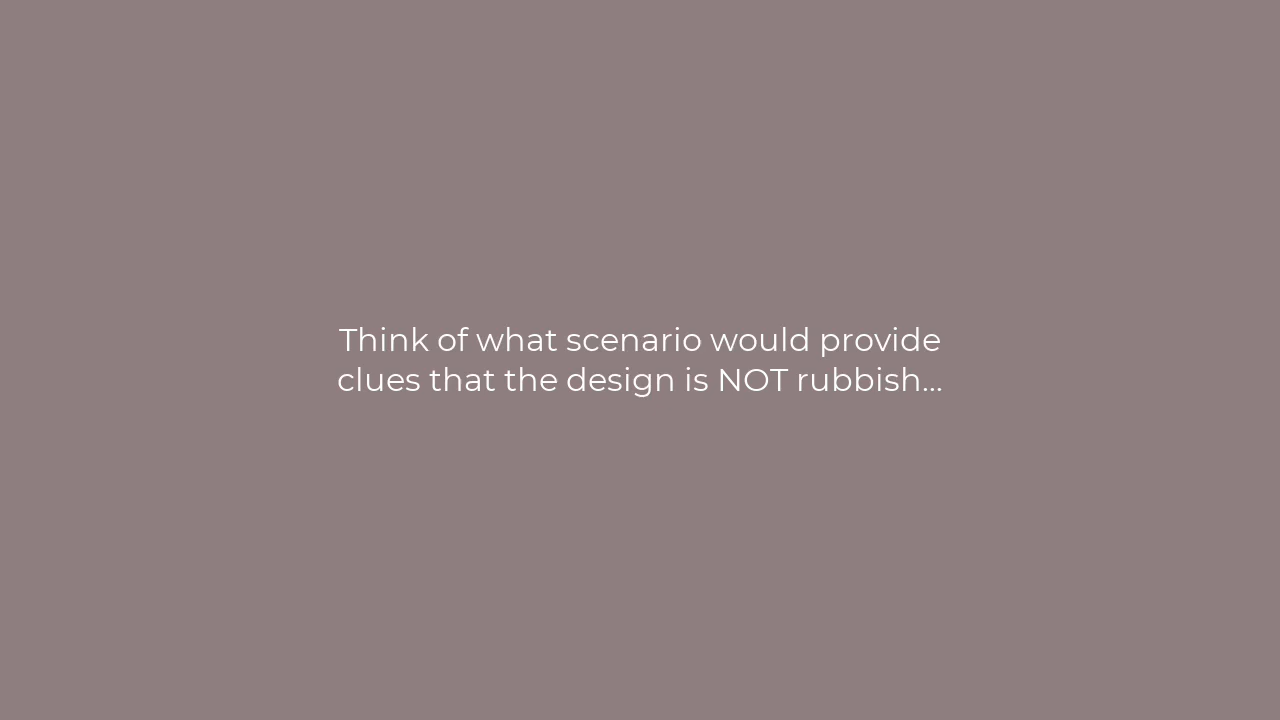 Think of what scenario would provide
clues that the design is NOT rubbish...